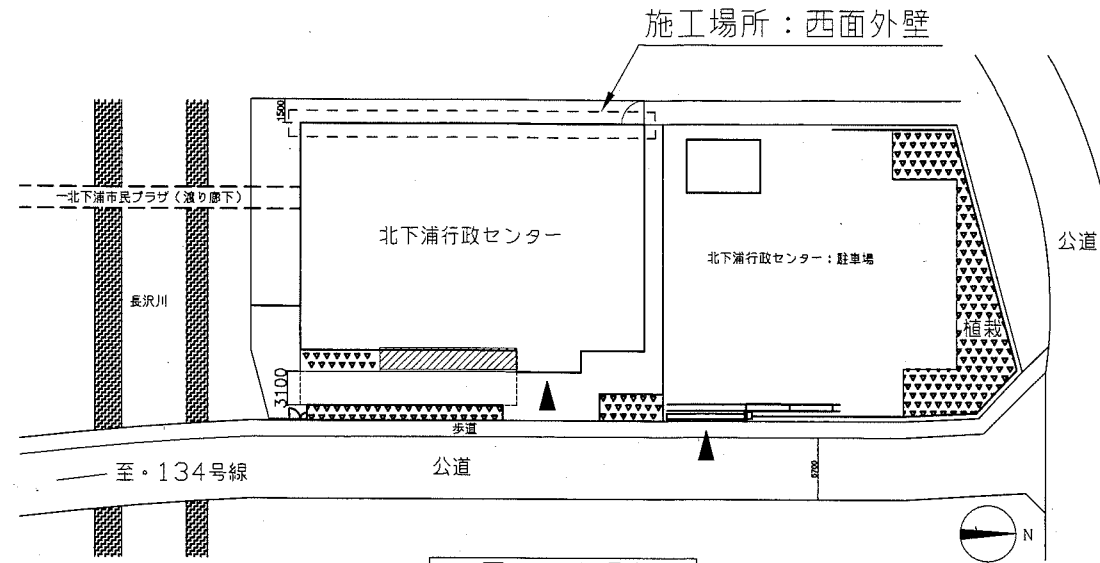 施工場所：西面外壁
1500
北下浦市民プラザ（渡り廊下）
北下浦行政センター
北下浦行政センター：駐車場
公道
長沢川
植栽
3100
歩道
公道
至・134号線
6700
N